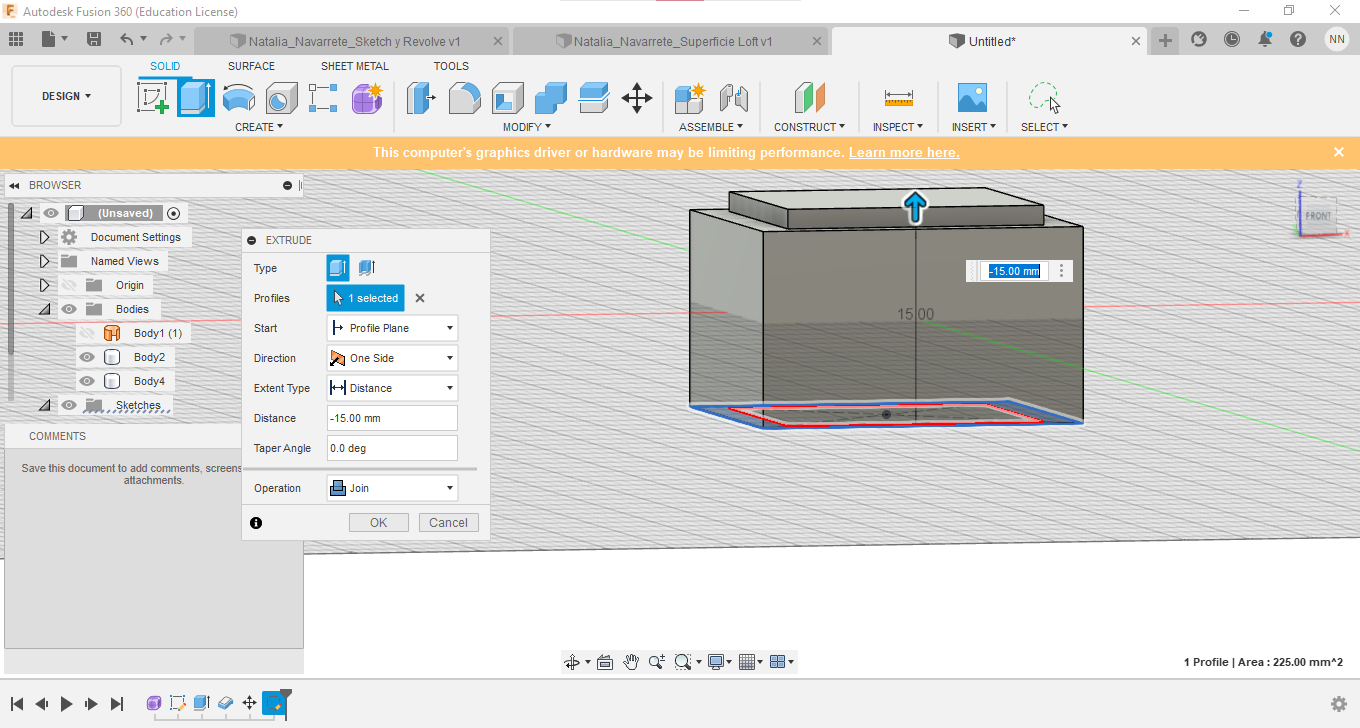 Autodesk Fusion 360 (Education License)
Natalia_Navarrete_Sketch y Revolve v1
Natalia_Navarrete_Superficie Loft v1
Untitled*
NN
DESIGN
SOLID
SURFACE
SHEET METAL
TOOLS
CREATE
MODIFY
ASSEMBLE
CONSTRUCT
INSPECT
INSERT
SELECT
This computer's graphics driver or hardware may be limiting performance. Learn more here.
BROWSER
(Unsaved)
Document Settings
Named Views
Origin
Bodies
Body1 (1)
Body2
Body4
Sketches
COMMENTS
Save this document to add comments, screens
attachments.
EXTRUDE
Type
Profiles 1 selected
Start Profile Plane
Direction One Side
Extent Type Distance
Distance -15.00 mm
Taper Angle 0.0 deg
Operation Join
OK Cancel
Z
FRONT
X
-15.00 mm
15.00
1 Profile | Area : 225.00 mm^2